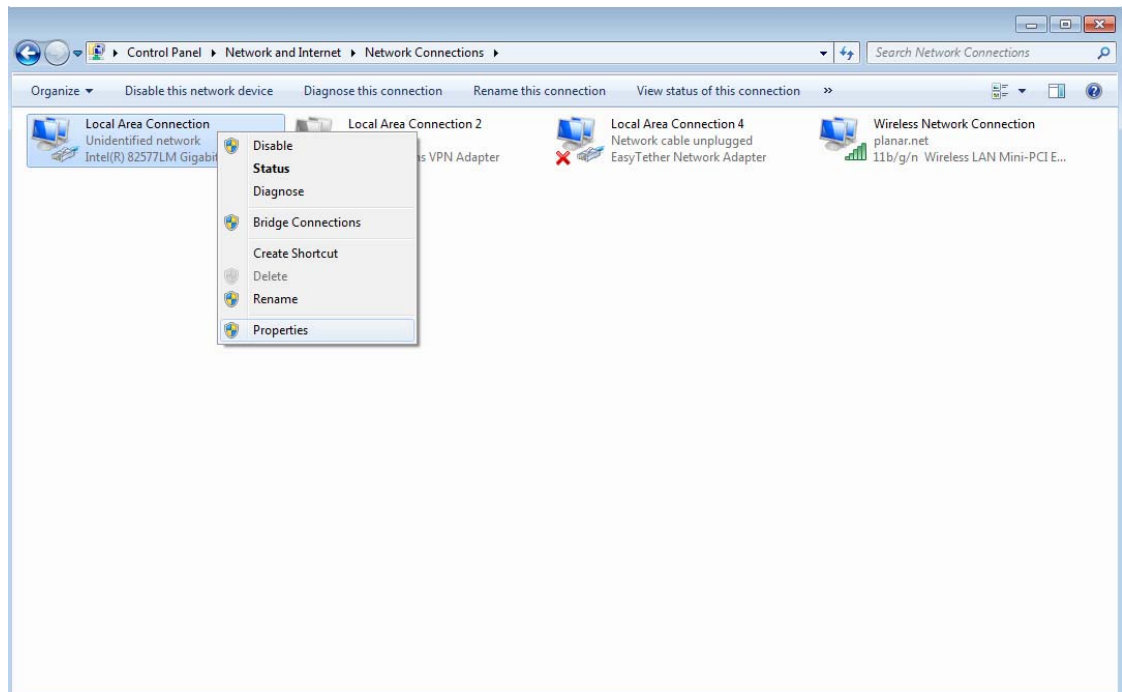 Control Panel ▸ Network and Internet ▸ Network Connections ▸
Search Network Connections
Organize Disable this network device Diagnose this connection Rename this connection View status of this connection »
Local Area Connection
Unidentified network
Intel(R) 82577LM Gigabit
Local Area Connection 2
VPN Adapter
Local Area Connection 4
Network cable unplugged
EasyTether Network Adapter
Wireless Network Connection
planar.net
11b/g/n Wireless LAN Mini-PCI E...
Disable
Status
Diagnose
Bridge Connections
Create Shortcut
Delete
Rename
Properties